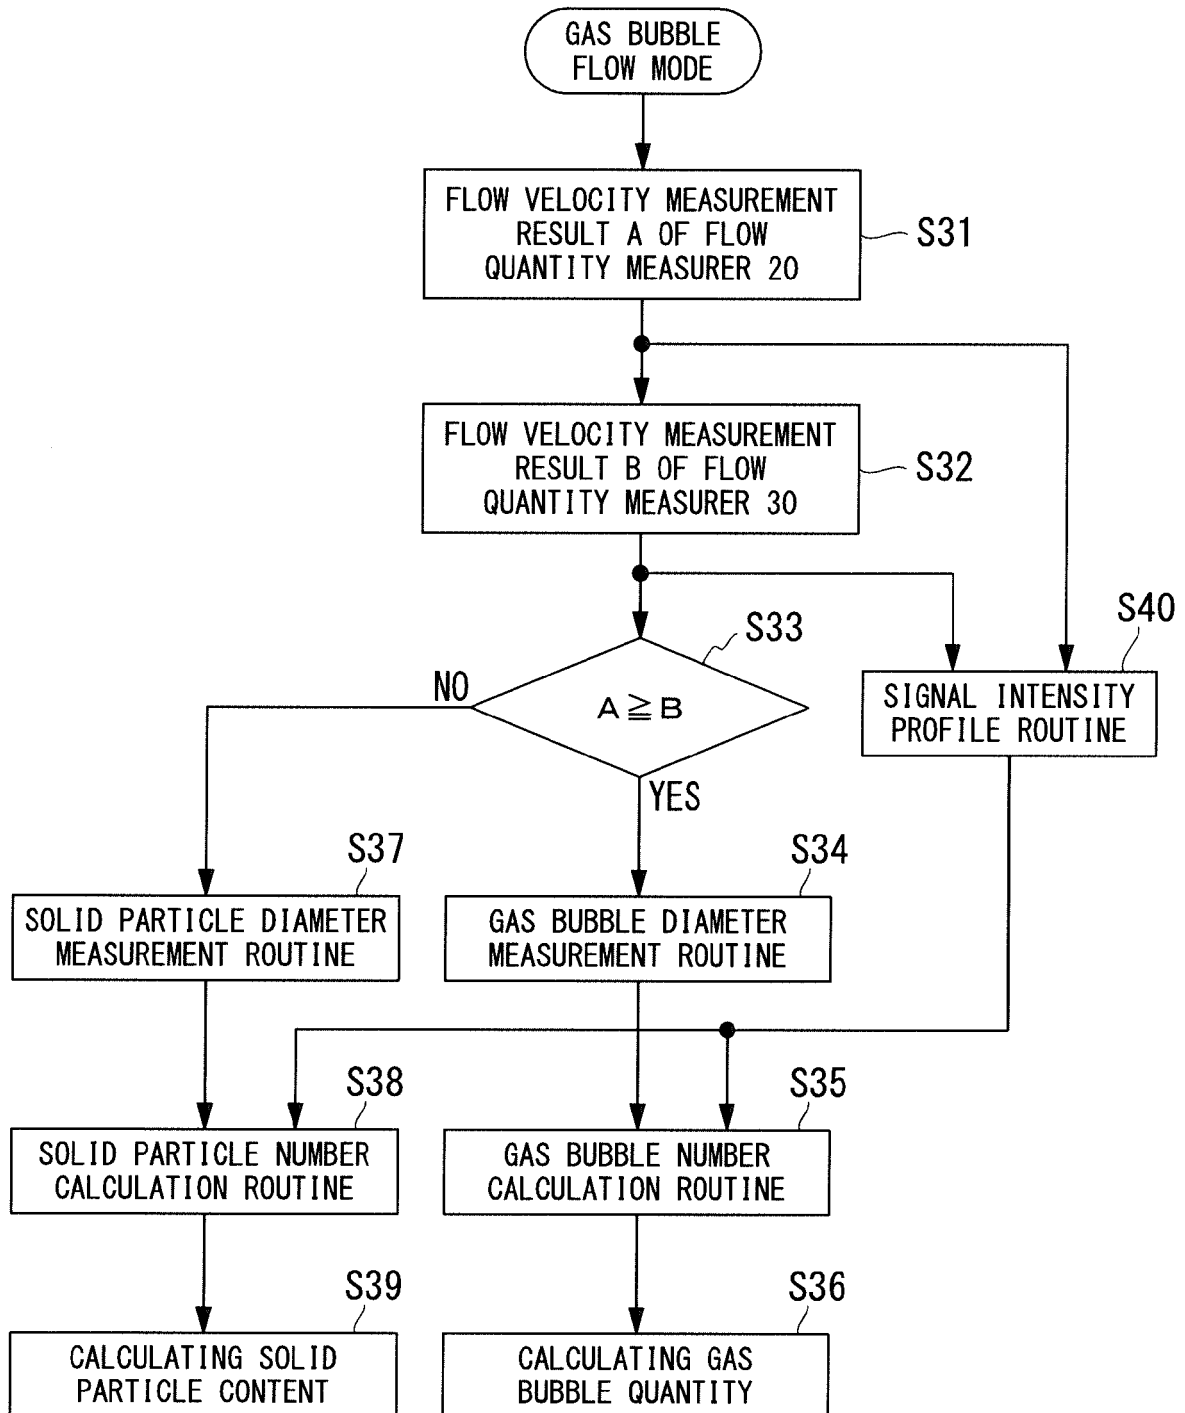 GAS BUBBLE
FLOW MODE
FLOW VELOCITY MEASUREMENT
RESULT A OF FLOW
QUANTITY MEASURER 20
S31
FLOW VELOCITY MEASUREMENT
RESULT B OF FLOW
QUANTITY MEASURER 30
S32
S33
A ≧ B
NO
YES
S40
SIGNAL INTENSITY
PROFILE ROUTINE
S37
SOLID PARTICLE DIAMETER
MEASUREMENT ROUTINE
S34
GAS BUBBLE DIAMETER
MEASUREMENT ROUTINE
S38
SOLID PARTICLE NUMBER
CALCULATION ROUTINE
S35
GAS BUBBLE NUMBER
CALCULATION ROUTINE
S39
CALCULATING SOLID
PARTICLE CONTENT
S36
CALCULATING GAS
BUBBLE QUANTITY